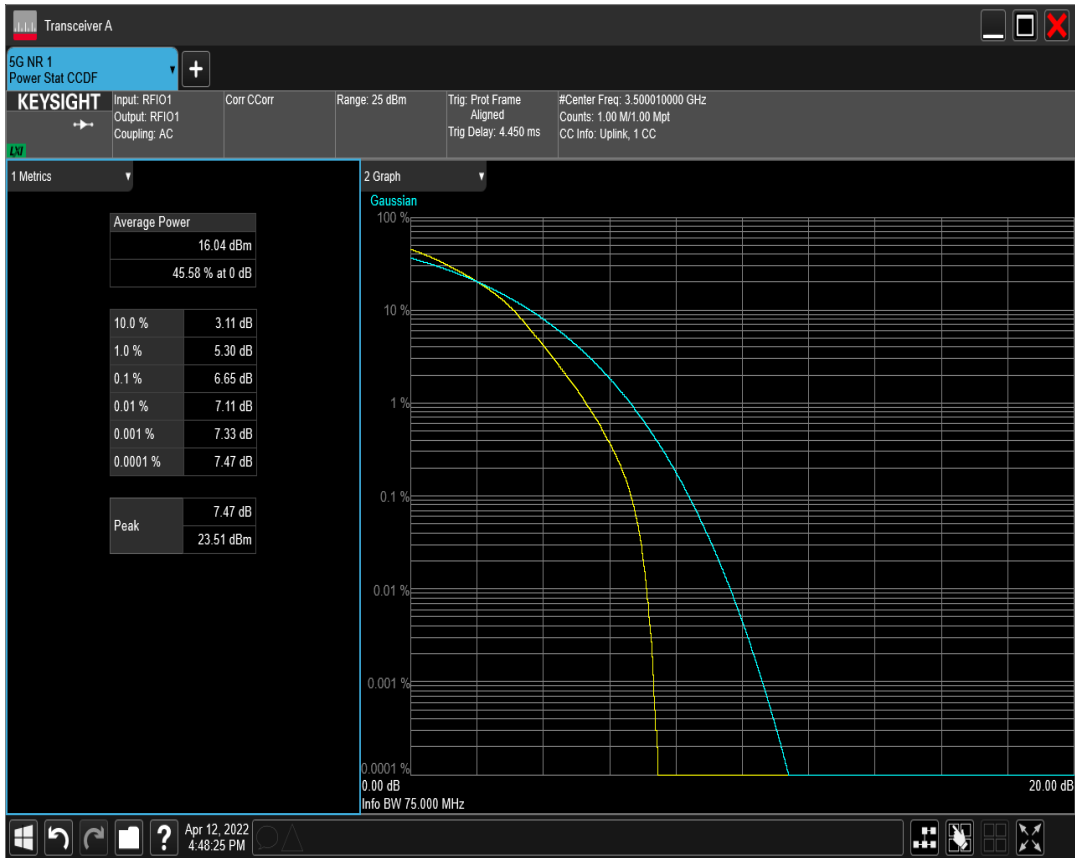 Transceiver A
5G NR 1
Power Stat CCDF
+
KEYSIGHT
LXI
Input: RFIO1
Output: RFIO1
Coupling: AC
Corr CCorr
Range: 25 dBm
Trig: Prot Frame
Aligned
Trig Delay: 4.450 ms
#Center Freq: 3.500010000 GHz
Counts: 1.00 M/1.00 Mpt
CC Info: Uplink, 1 CC
1 Metrics
Average Power
16.04 dBm
45.58 % at 0 dB
10.0 % 3.11 dB
1.0 % 5.30 dB
0.1 % 6.65 dB
0.01 % 7.11 dB
0.001 % 7.33 dB
0.0001 % 7.47 dB
Peak
7.47 dB
23.51 dBm
2 Graph
Gaussian
100 %
10 %
1 %
0.1 %
0.01 %
0.001 %
0.0001 %
0.00 dB 20.00 dB
Info BW 75.000 MHz
?
Apr 12, 2022
4:48:25 PM